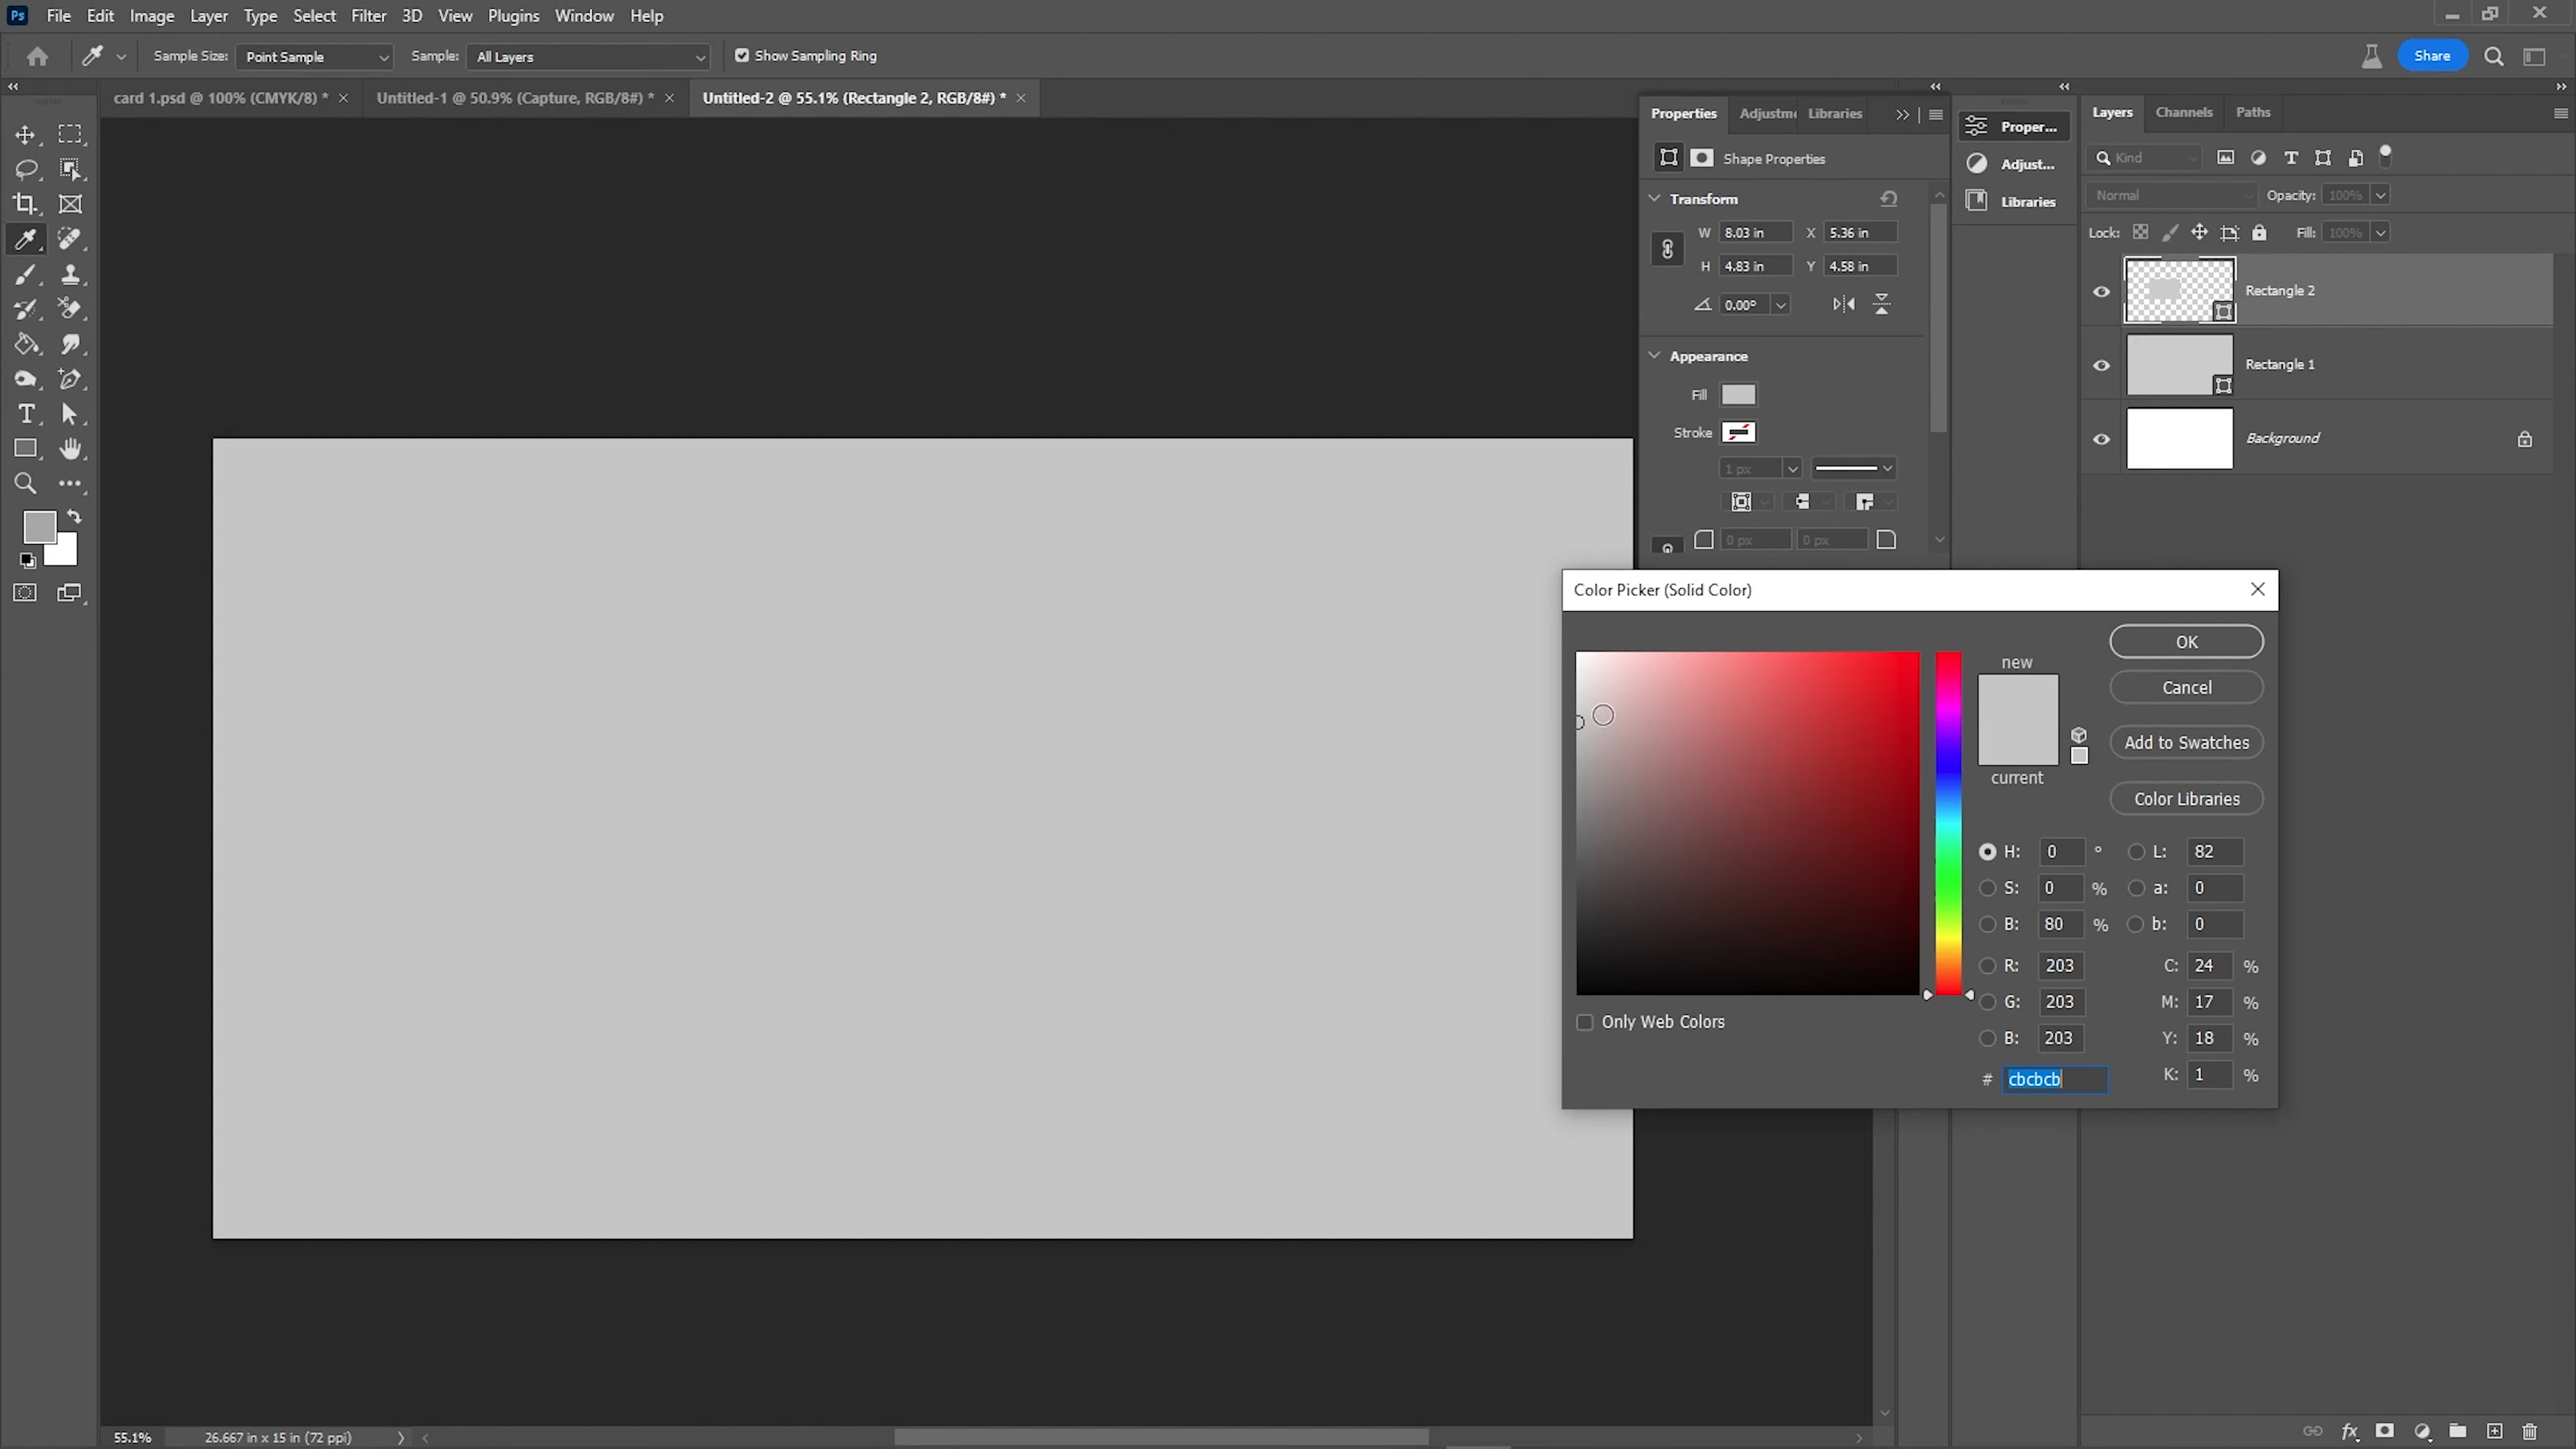 Ps File Edit Image Layer Type Select Filter 3D View Plugins Window Help
Sample Size: Point Sample Sample: All Layers Show Sampling Ring Share
card 1.psd @ 100% (CMYK/8) * × Untitled-1 @ 50.9% (Capture, RGB/8#) * × Untitled-2 @ 55.1% (Rectangle 2, RGB/8#) * ×
Properties Adjustme Libraries
Shape Properties
Transform
W 8.03 in X 5.36 in
H 4.83 in Y 4.58 in
0.00°
Appearance
Fill
Stroke
1 px
0 px 0 px
Proper...
Adjust...
Libraries
Layers Channels Paths
Kind
Normal Opacity: 100%
Lock: Fill: 100%
Rectangle 2
Rectangle 1
Background
Color Picker (Solid Color)
new
current
OK
Cancel
Add to Swatches
Color Libraries
H: 0 ° L: 82
S: 0 % a: 0
B: 80 % b: 0
R: 203 C: 24 %
G: 203 M: 17 %
B: 203 Y: 18 %
# cbcbcb K: 1 %
Only Web Colors
55.1% 26.667 in x 15 in (72 ppi)
fx